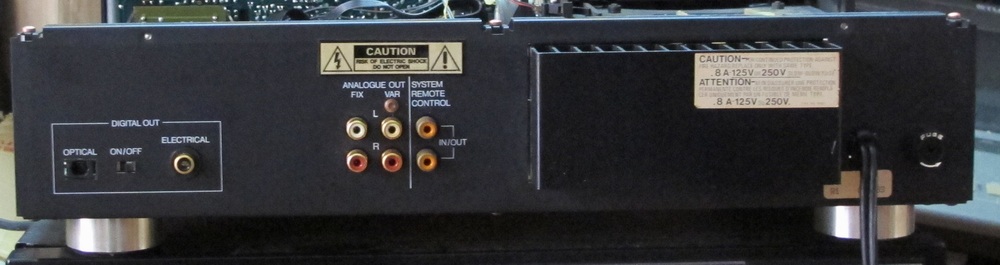 CAUTION
RISK OF ELECTRIC SHOCK
DO NOT OPEN
ANALOGUE OUT
FIX VAR
SYSTEM
REMOTE
CONTROL
L
R
IN/OUT
DIGITAL OUT
OPTICAL ON/OFF ELECTRICAL
CAUTION
.8 A 125V 250V
ATTENTION
.8 A 125V 250V
FUSE